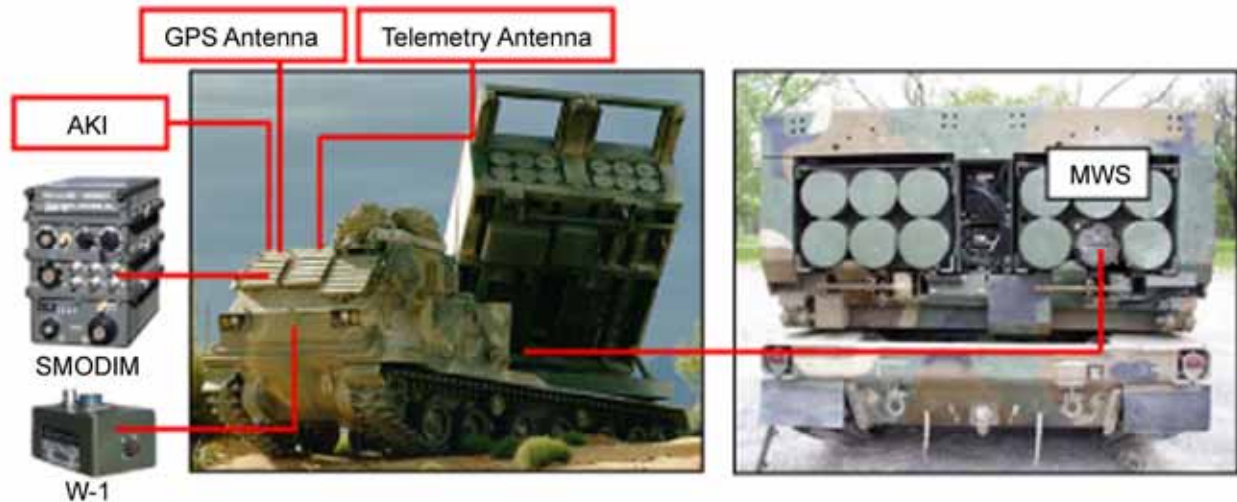 GPS Antenna
Telemetry Antenna
AKI
MWS
SMODIM
W-1